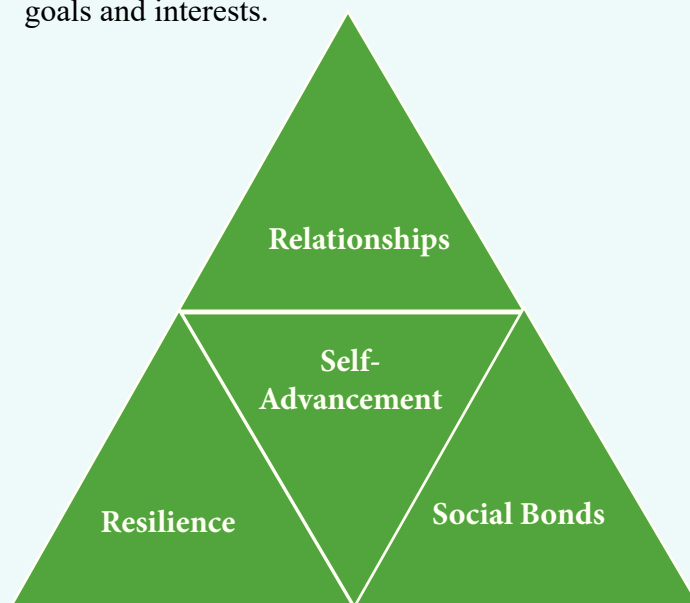 goals and interests.
Relationships
Self-
Advancement
Resilience
Social Bonds